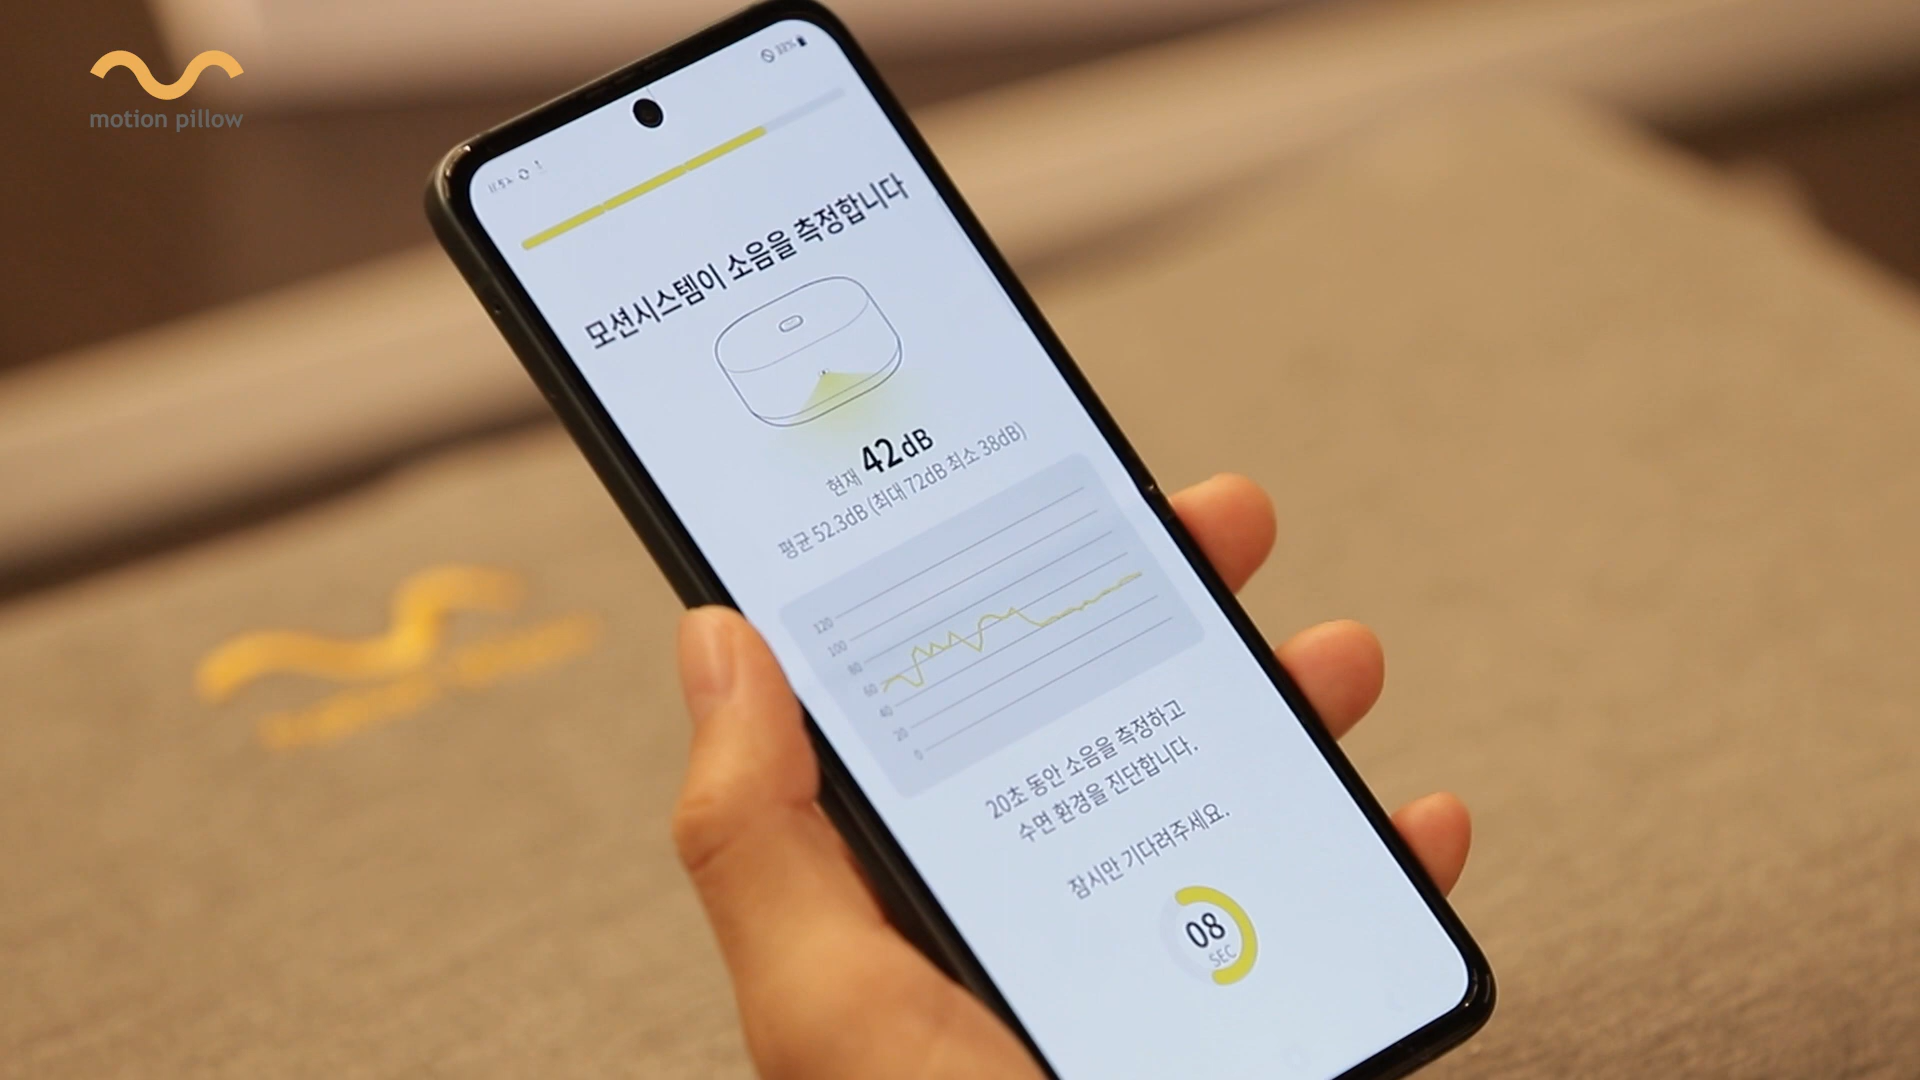 motion pillow
33%
모션시스템이 소음을 측정합니다
현재 42dB
평균 52.3dB (최대 72dB 최소 38dB)
120
100
80
60
40
20
0
20초 동안 소음을 측정하고
수면 환경을 진단합니다.
잠시만 기다려주세요.
08
SEC